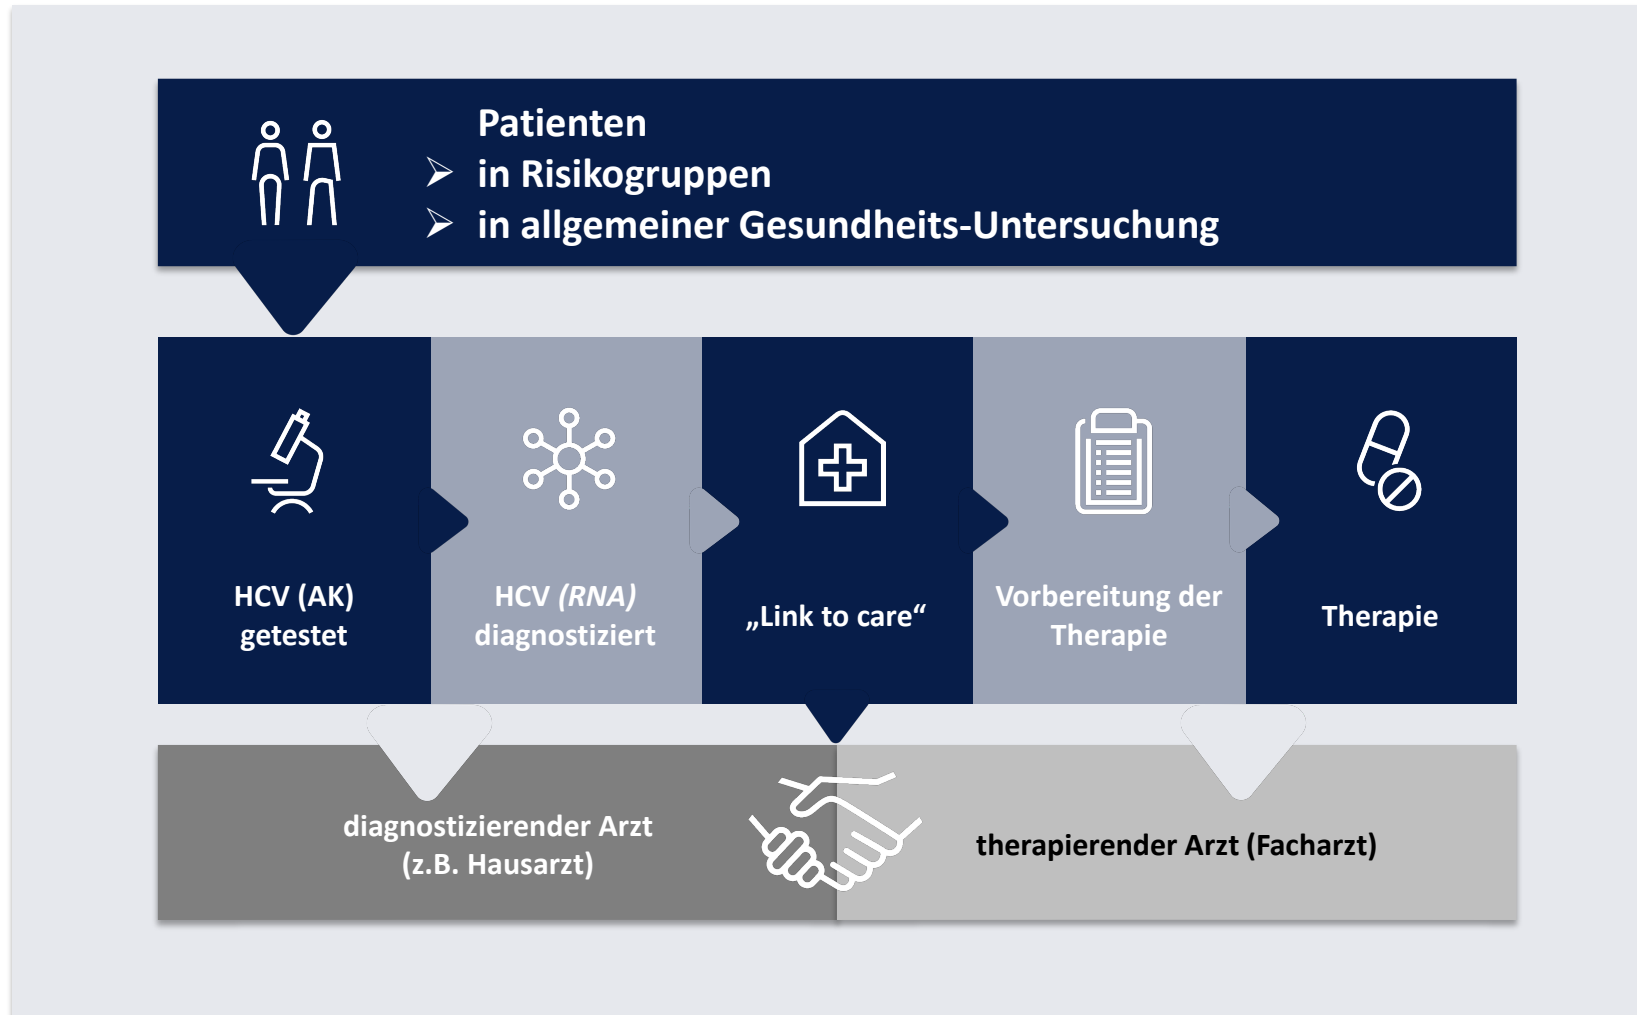 Patienten
➢ in Risikogruppen
➢ in allgemeiner Gesundheits-Untersuchung
HCV (AK)
getestet
HCV (RNA)
diagnostiziert
„Link to care“
Vorbereitung der
Therapie
Therapie
diagnostizierender Arzt
(z.B. Hausarzt)
therapierender Arzt (Facharzt)